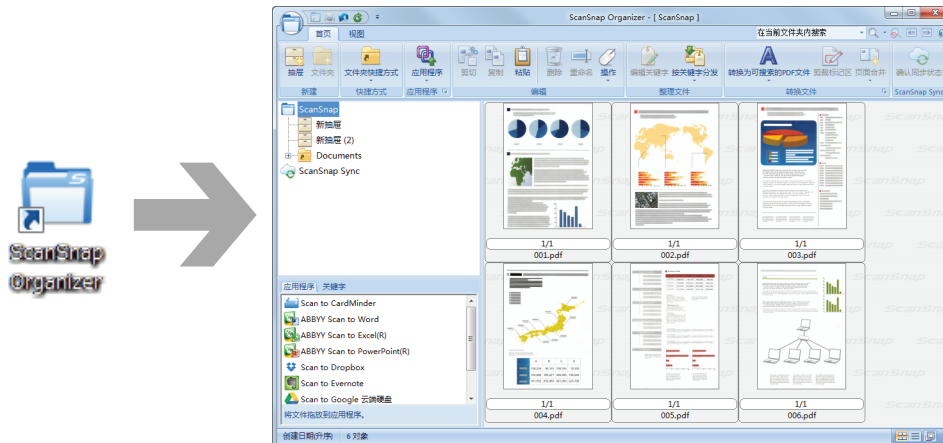 ScanSnap
Organizer
ScanSnap Organizer - [ ScanSnap ]
首页 视图
在当前文件夹内搜索
抽屉 文件夹 文件夹快捷方式 应用程序 剪切 复制 粘贴 删除 重命名 操作 编辑关键字 按关键字分发 转换为可搜索的PDF文件 剪裁标记区 页面合并 确认同步状态
新建 快捷方式 应用程序 编辑 整理文件 转换文件 ScanSnap Sync
ScanSnap
新抽屉
新抽屉 (2)
Documents
ScanSnap Sync
1/1 1/1 1/1
001.pdf 002.pdf 003.pdf
应用程序 关键字
Scan to CardMinder
ABBYY Scan to Word
ABBYY Scan to Excel(R)
ABBYY Scan to PowerPoint(R)
Scan to Dropbox
Scan to Evernote
Scan to Google 云端硬盘
将文件拖放到应用程序。
1/1 1/1 1/1
004.pdf 005.pdf 006.pdf
创建日期(升序) 6 对象